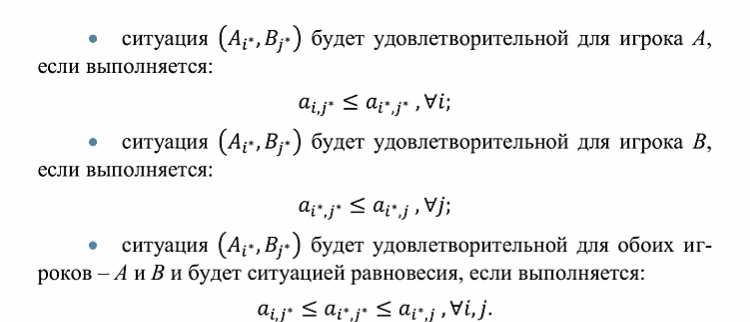 • ситуация (A_{i*}, B_{j*}) будет удовлетворительной для игрока A,
если выполняется:
a_{i,j*} ≤ a_{i*,j*} , ∀i;
• ситуация (A_{i*}, B_{j*}) будет удовлетворительной для игрока B,
если выполняется:
a_{i*,j*} ≤ a_{i*,j} , ∀j;
• ситуация (A_{i*}, B_{j*}) будет удовлетворительной для обоих иг-
роков – A и B и будет ситуацией равновесия, если выполняется:
a_{i,j*} ≤ a_{i*,j*} ≤ a_{i*,j} , ∀i, j.